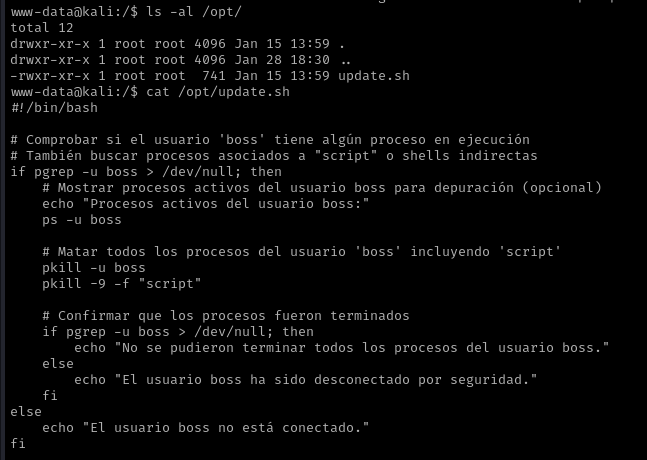 www-data@kali:/$ ls -al /opt/
total 12
drwxr-xr-x 1 root root 4096 Jan 15 13:59 .
drwxr-xr-x 1 root root 4096 Jan 28 18:30 ..
-rwxr-xr-x 1 root root  741 Jan 15 13:59 update.sh
www-data@kali:/$ cat /opt/update.sh
#!/bin/bash

# Comprobar si el usuario 'boss' tiene algún proceso en ejecución
# También buscar procesos asociados a "script" o shells indirectas
if pgrep -u boss > /dev/null; then
    # Mostrar procesos activos del usuario boss para depuración (opcional)
    echo "Procesos activos del usuario boss:"
    ps -u boss

    # Matar todos los procesos del usuario 'boss' incluyendo 'script'
    pkill -u boss
    pkill -9 -f "script"

    # Confirmar que los procesos fueron terminados
    if pgrep -u boss > /dev/null; then
        echo "No se pudieron terminar todos los procesos del usuario boss."
    else
        echo "El usuario boss ha sido desconectado por seguridad."
    fi
else
    echo "El usuario boss no está conectado."
fi